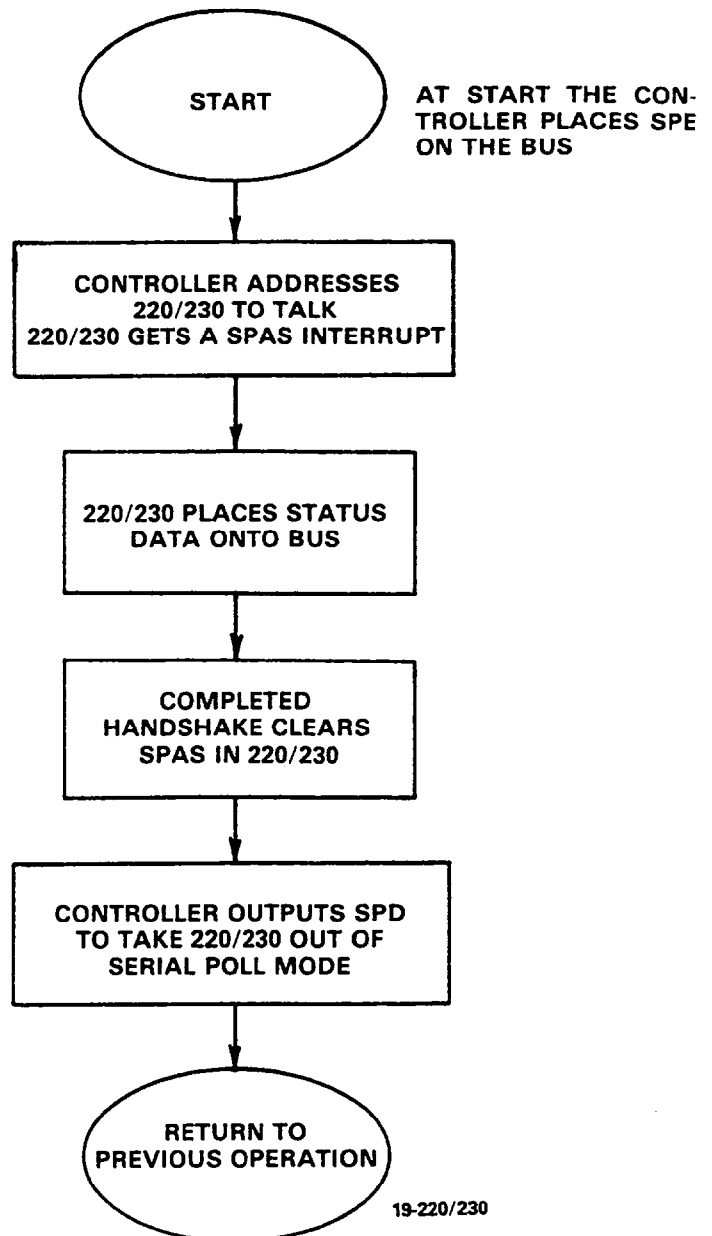 START
AT START THE CON-
TROLLER PLACES SPE
ON THE BUS
CONTROLLER ADDRESSES
220/230 TO TALK
220/230 GETS A SPAS INTERRUPT
220/230 PLACES STATUS
DATA ONTO BUS
COMPLETED
HANDSHAKE CLEARS
SPAS IN 220/230
CONTROLLER OUTPUTS SPD
TO TAKE 220/230 OUT OF
SERIAL POLL MODE
RETURN TO
PREVIOUS OPERATION
19-220/230